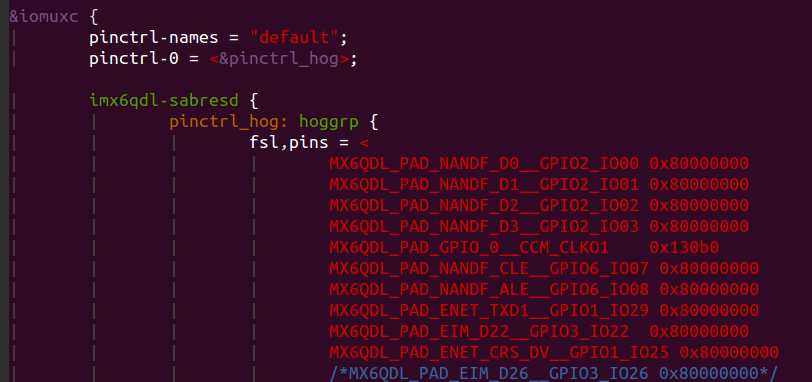 &iomuxc {
pinctrl-names = "default";
pinctrl-0 = <&pinctrl_hog>;
imx6qdl-sabresd {
pinctrl_hog: hoggrp {
fsl,pins = <
MX6QDL_PAD_NANDF_D0__GPIO2_IO00 0x80000000
MX6QDL_PAD_NANDF_D1__GPIO2_IO01 0x80000000
MX6QDL_PAD_NANDF_D2__GPIO2_IO02 0x80000000
MX6QDL_PAD_NANDF_D3__GPIO2_IO03 0x80000000
MX6QDL_PAD_GPIO_0__CCM_CLKO1    0x130b0
MX6QDL_PAD_NANDF_CLE__GPIO6_IO07 0x80000000
MX6QDL_PAD_NANDF_ALE__GPIO6_IO08 0x80000000
MX6QDL_PAD_ENET_TXD1__GPIO1_IO29 0x80000000
MX6QDL_PAD_EIM_D22__GPIO3_IO22  0x80000000
MX6QDL_PAD_ENET_CRS_DV__GPIO1_IO25 0x80000000
/*MX6QDL_PAD_EIM_D26__GPIO3_IO26 0x80000000*/